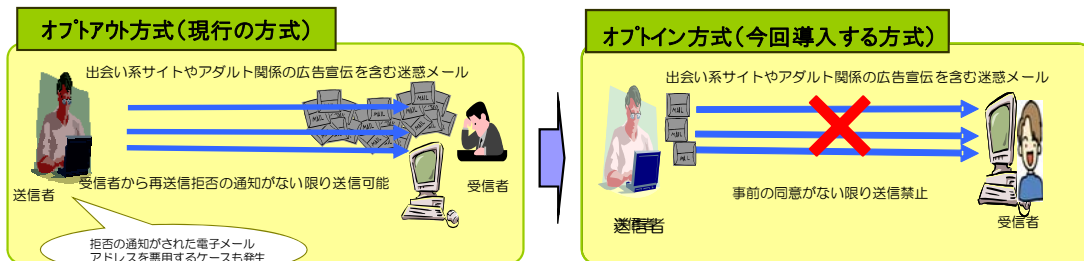 オプトアウト方式(現行の方式)
出会い系サイトやアダルト関係の広告宣伝を含む迷惑メール
MAIL
受信者から再送信拒否の通知がない限り送信可能
送信者
受信者
拒否の通知がされた電子メール
アドレスを悪用するケースも発生
オプトイン方式(今回導入する方式)
出会い系サイトやアダルト関係の広告宣伝を含む迷惑メール
MAIL
MAIL
MAIL
事前の同意がない限り送信禁止
送信者
受信者